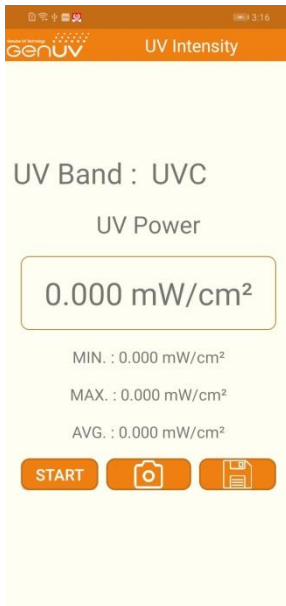 3:16
GenUV
UV Intensity
UV Band : UVC
UV Power
0.000 mW/cm²
MIN. : 0.000 mW/cm²
MAX. : 0.000 mW/cm²
AVG. : 0.000 mW/cm²
START